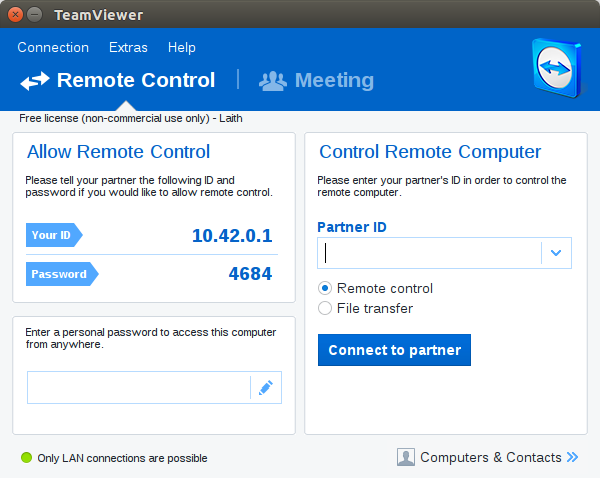 TeamViewer
Connection Extras Help
Remote Control Meeting
Free license (non-commercial use only) - Laith
Allow Remote Control
Please tell your partner the following ID and
password if you would like to allow remote control.
Your ID 10.42.0.1
Password 4684
Enter a personal password to access this computer
from anywhere.
Control Remote Computer
Please enter your partner's ID in order to control the
remote computer.
Partner ID
Remote control
File transfer
Connect to partner
Only LAN connections are possible
Computers & Contacts